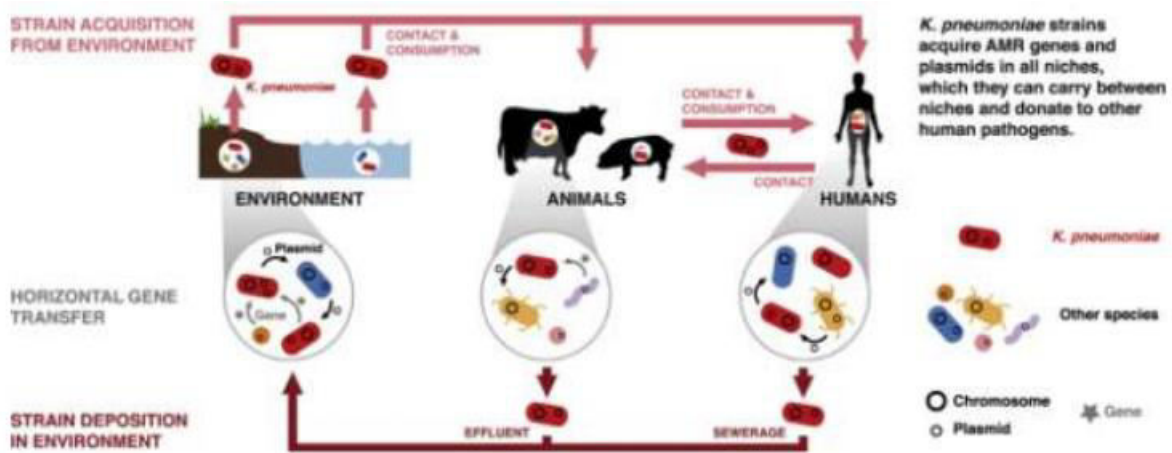 STRAIN ACQUISITION
FROM ENVIRONMENT
CONTACT &
CONSUMPTION
K. pneumoniae
K. pneumoniae strains
acquire AMR genes and
plasmids in all niches,
which they can carry between
niches and donate to other
human pathogens.
CONTACT &
CONSUMPTION
CONTACT
ENVIRONMENT
ANIMALS
HUMANS
HORIZONTAL GENE
TRANSFER
Plasmid
Gene
K. pneumoniae
Other species
Chromosome
Plasmid
Gene
STRAIN DEPOSITION
IN ENVIRONMENT
EFFLUENT
SEWERAGE